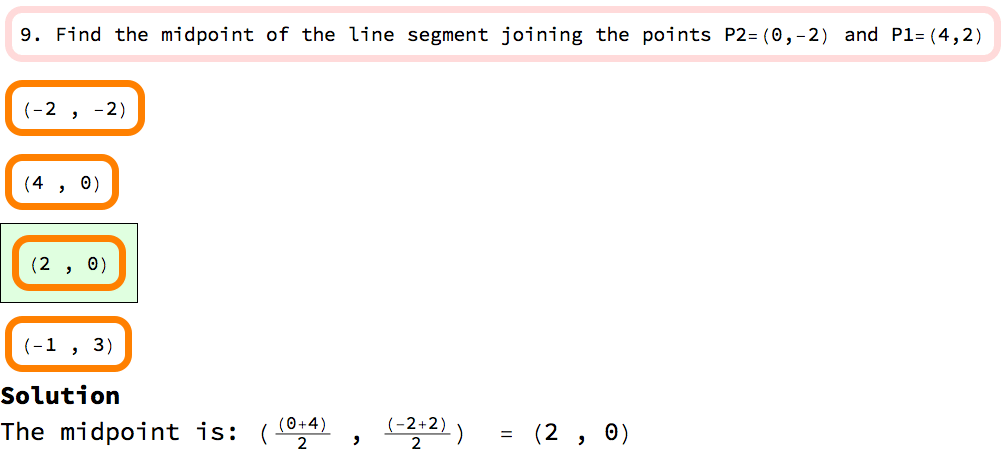 9. Find the midpoint of the line segment joining the points P2=(0,-2) and P1=(4,2)
(-2 , -2)
(4 , 0)
(2 , 0)
(-1 , 3)
Solution
The midpoint is: ( (0+4)/2 , (-2+2)/2 ) = (2 , 0)